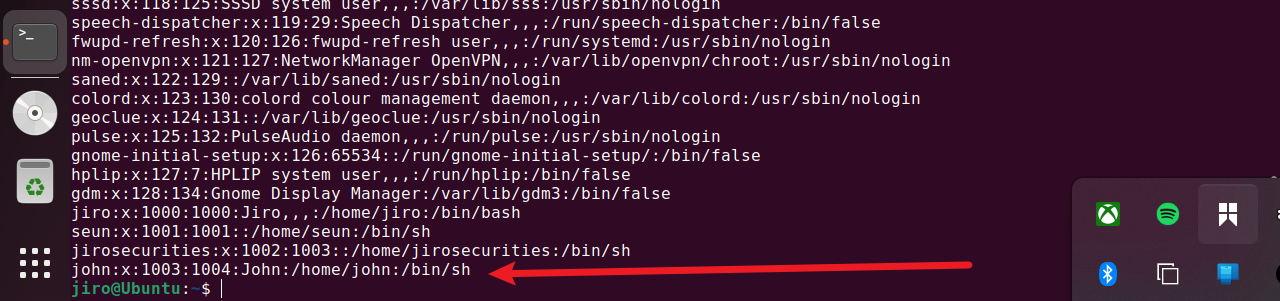 sssd:x:118:125:SSSD system user,,,:/var/lib/sss:/usr/sbin/nologin
speech-dispatcher:x:119:29:Speech Dispatcher,,,:/run/speech-dispatcher:/bin/false
fwupd-refresh:x:120:126:fwupd-refresh user,,,:/run/systemd:/usr/sbin/nologin
nm-openvpn:x:121:127:NetworkManager OpenVPN,,,:/var/lib/openvpn/chroot:/usr/sbin/nologin
saned:x:122:129::/var/lib/saned:/usr/sbin/nologin
colord:x:123:130:colord colour management daemon,,,:/var/lib/colord:/usr/sbin/nologin
geoclue:x:124:131::/var/lib/geoclue:/usr/sbin/nologin
pulse:x:125:132:PulseAudio daemon,,,:/run/pulse:/usr/sbin/nologin
gnome-initial-setup:x:126:65534::/run/gnome-initial-setup/:/bin/false
hplip:x:127:7:HPLIP system user,,,:/run/hplip:/bin/false
gdm:x:128:134:Gnome Display Manager:/var/lib/gdm3:/bin/false
jiro:x:1000:1000:Jiro,,,:/home/jiro:/bin/bash
seun:x:1001:1001::/home/seun:/bin/sh
jirosecurities:x:1002:1003::/home/jirosecurities:/bin/sh
john:x:1003:1004:John:/home/john:/bin/sh
jiro@Ubuntu:~$